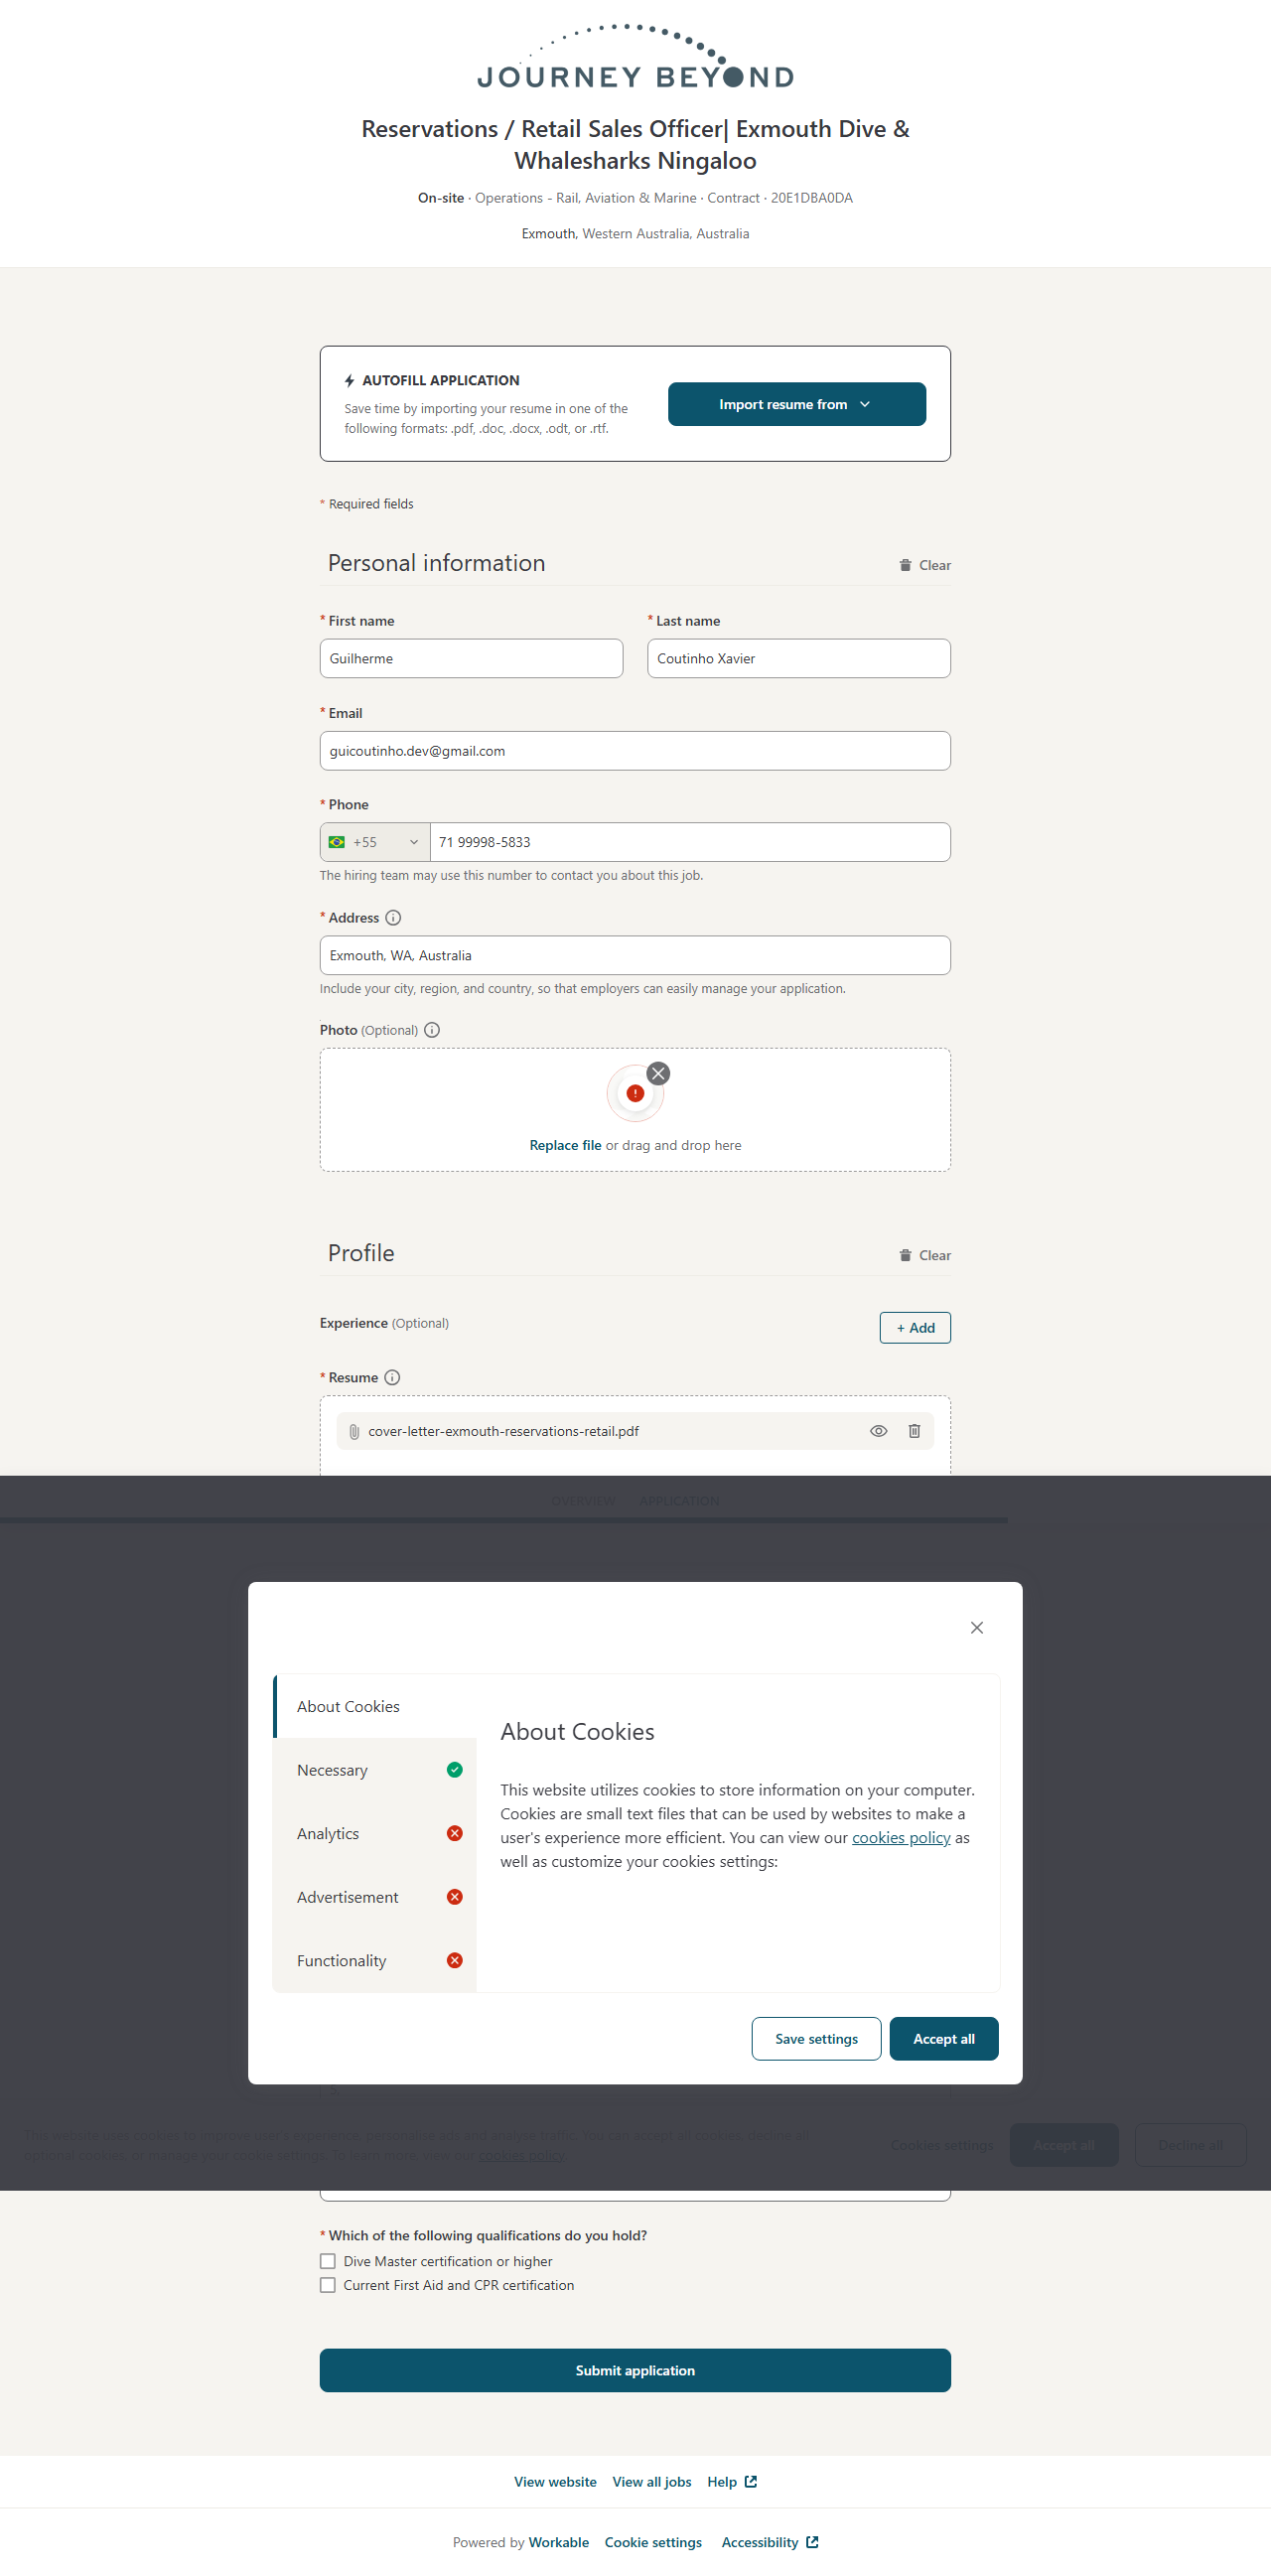 JOURNEY BEYOND
Reservations / Retail Sales Officer| Exmouth Dive &
Whalesharks Ningaloo
On-site · Operations - Rail, Aviation & Marine · Contract · 20E1DBA0DA
Exmouth, Western Australia, Australia
AUTOFILL APPLICATION
Save time by importing your resume in one of the
following formats: .pdf, .doc, .docx, .odt, or .rtf.
Import resume from
* Required fields
Personal information
Clear
* First name
* Last name
Guilherme
Coutinho Xavier
* Email
guicoutinho.dev@gmail.com
* Phone
+55
71 99998-5833
The hiring team may use this number to contact you about this job.
* Address
Exmouth, WA, Australia
Include your city, region, and country, so that employers can easily manage your application.
Photo (Optional)
Replace file or drag and drop here
Profile
Clear
Experience (Optional)
+ Add
* Resume
cover-letter-exmouth-reservations-retail.pdf
OVERVIEW
APPLICATION
About Cookies
Necessary
Analytics
Advertisement
Functionality
About Cookies
This website utilizes cookies to store information on your computer.
Cookies are small text files that can be used by websites to make a
user's experience more efficient. You can view our cookies policy as
well as customize your cookies settings:
Save settings
Accept all
Cookies settings
Accept all
Decline all
* Which of the following qualifications do you hold?
Dive Master certification or higher
Current First Aid and CPR certification
Submit application
View website
View all jobs
Help
Powered by Workable
Cookie settings
Accessibility